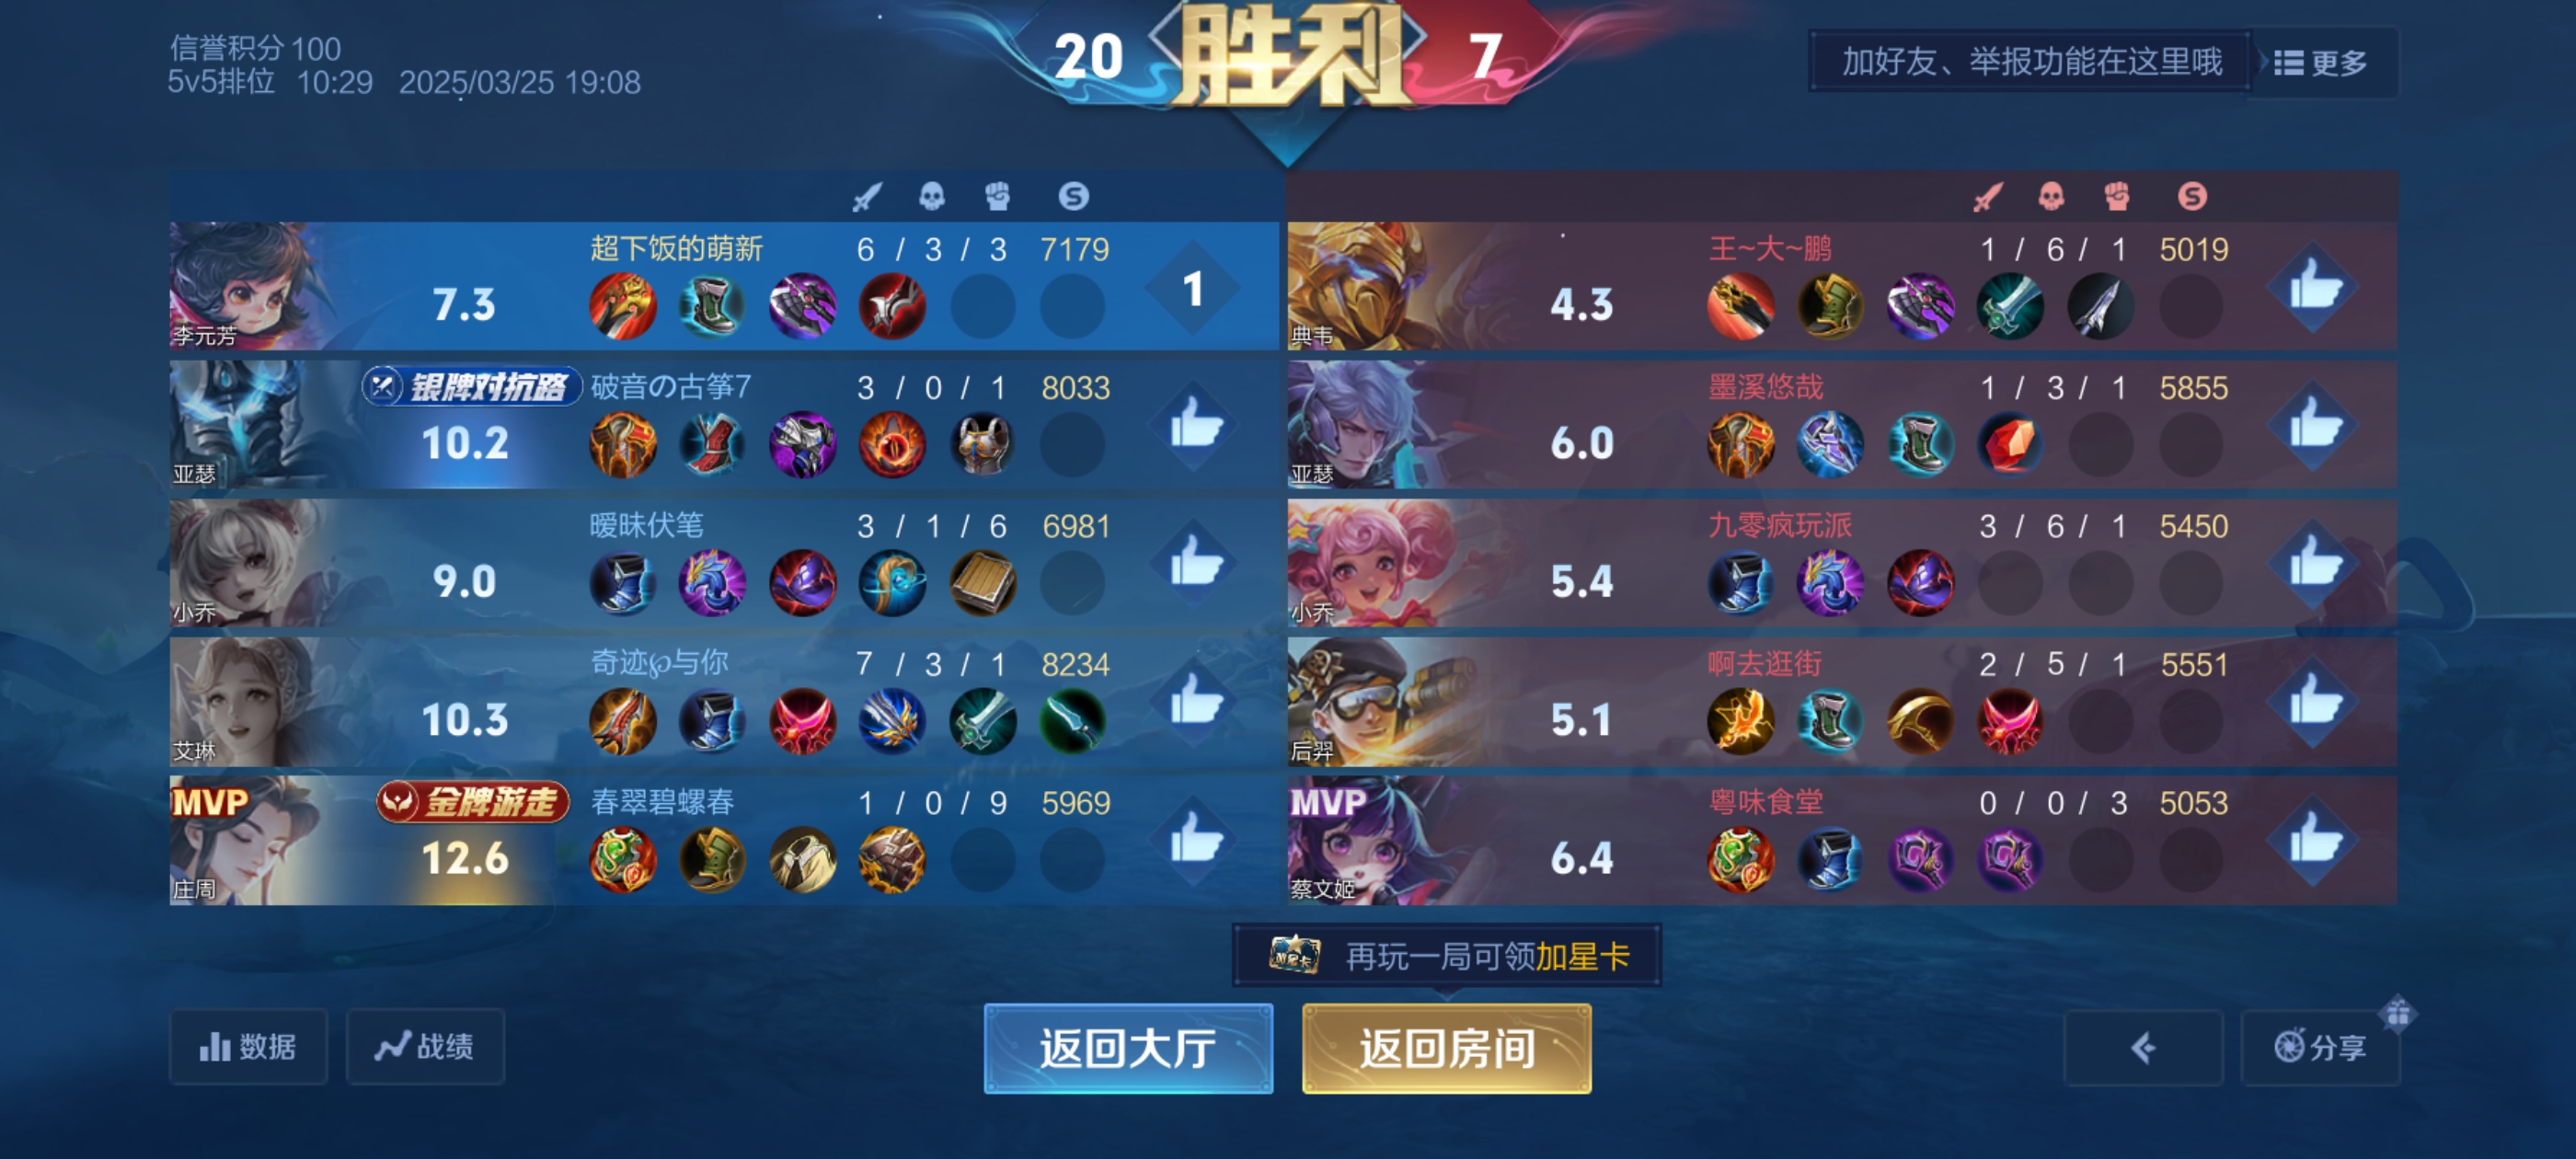 信誉积分 100
5v5排位 10:29 2025/03/25 19:08
20 胜利 7
加好友、举报功能在这里哦 更多
李元芳 7.3 超下饭的萌新 6 / 3 / 3 7179 1
亚瑟 银牌对抗路 10.2 破音の古筝7 3 / 0 / 1 8033
小乔 9.0 暧昧伏笔 3 / 1 / 6 6981
艾琳 10.3 奇迹℘与你 7 / 3 / 1 8234
MVP 庄周 金牌游走 12.6 春翠碧螺春 1 / 0 / 9 5969
典韦 4.3 王~大~鹏 1 / 6 / 1 5019
亚瑟 6.0 墨溪悠哉 1 / 3 / 1 5855
小乔 5.4 九零疯玩派 3 / 6 / 1 5450
后羿 5.1 啊去逛街 2 / 5 / 1 5551
MVP 蔡文姬 6.4 粤味食堂 0 / 0 / 3 5053
加星卡 再玩一局可领加星卡
数据 战绩 返回大厅 返回房间 分享